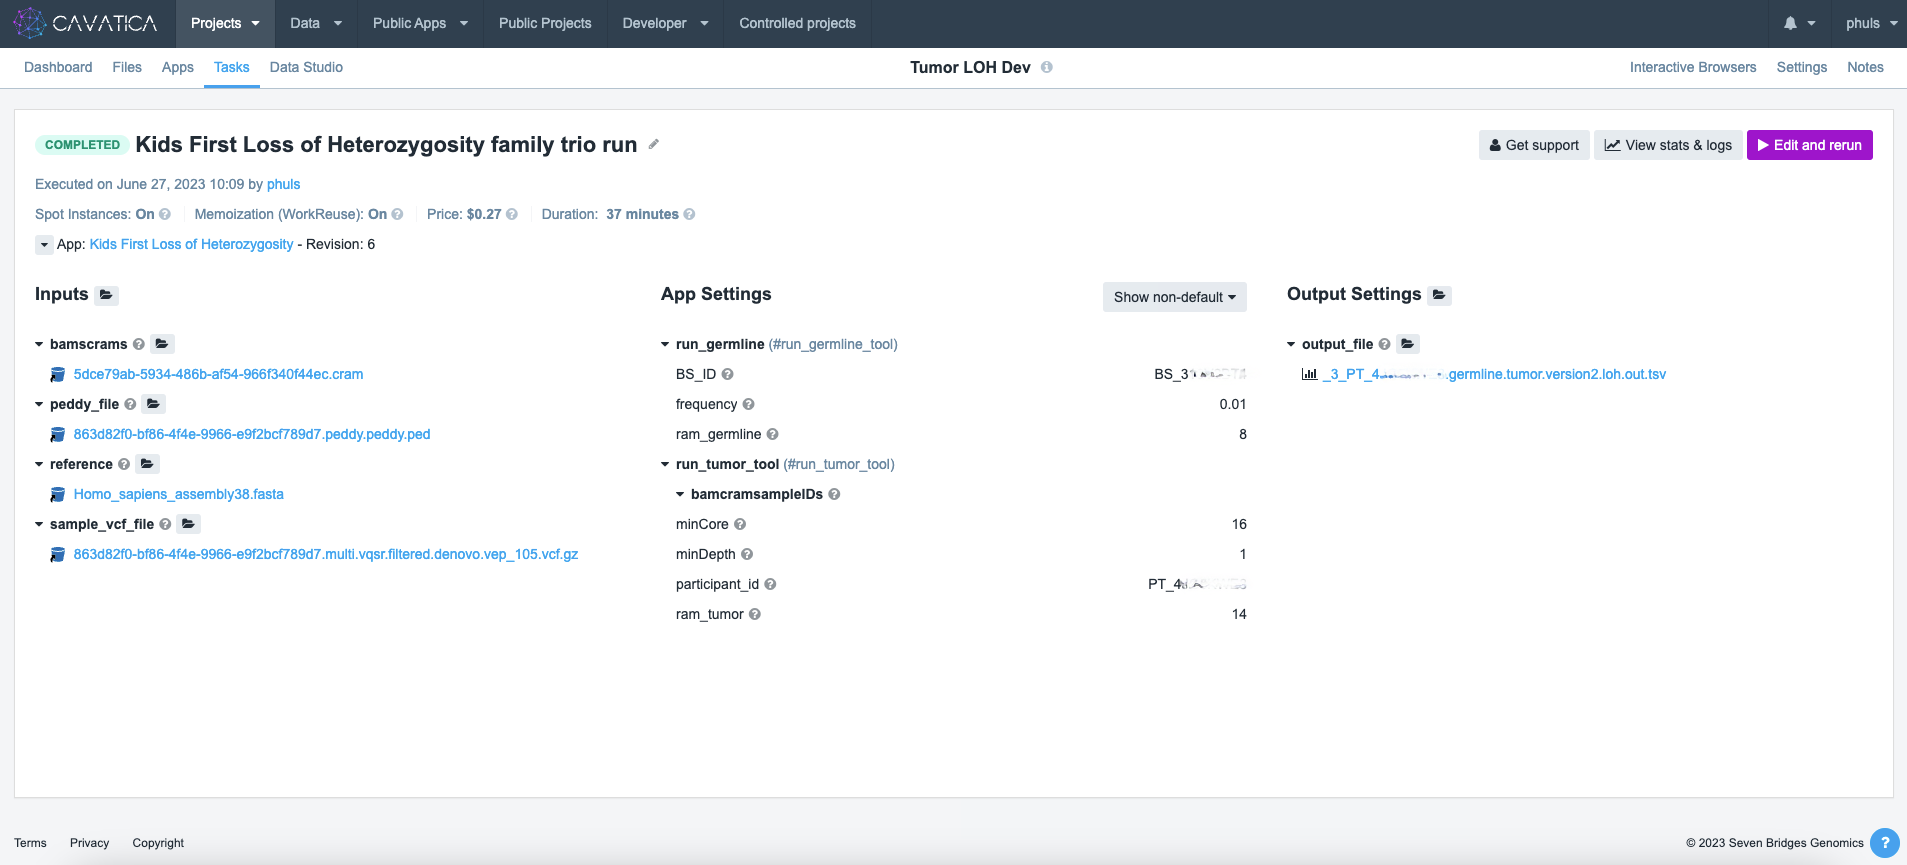 CAVATICA Projects Data Public Apps Public Projects Developer Controlled projects phuls
Dashboard Files Apps Tasks Data Studio Tumor LOH Dev Interactive Browsers Settings Notes
COMPLETED Kids First Loss of Heterozygosity family trio run Get support View stats & logs Edit and rerun
Executed on June 27, 2023 10:09 by phuls
Spot Instances: On Memoization (WorkReuse): On Price: $0.27 Duration: 37 minutes
App: Kids First Loss of Heterozygosity - Revision: 6
Inputs
bamscrams
5dce79ab-5934-486b-af54-966f340f44ec.cram
peddy_file
863d82f0-bf86-4f4e-9966-e9f2bcf789d7.peddy.peddy.ped
reference
Homo_sapiens_assembly38.fasta
sample_vcf_file
863d82f0-bf86-4f4e-9966-e9f2bcf789d7.multi.vqsr.filtered.denovo.vep_105.vcf.gz
App Settings Show non-default
run_germline (#run_germline_tool)
BS_ID BS_3
frequency 0.01
ram_germline 8
run_tumor_tool (#run_tumor_tool)
bamcramsampleIDs
minCore 16
minDepth 1
participant_id PT_4
ram_tumor 14
Output Settings
output_file
_3_PT_4 .germline.tumor.version2.loh.out.tsv
Terms Privacy Copyright © 2023 Seven Bridges Genomics ?